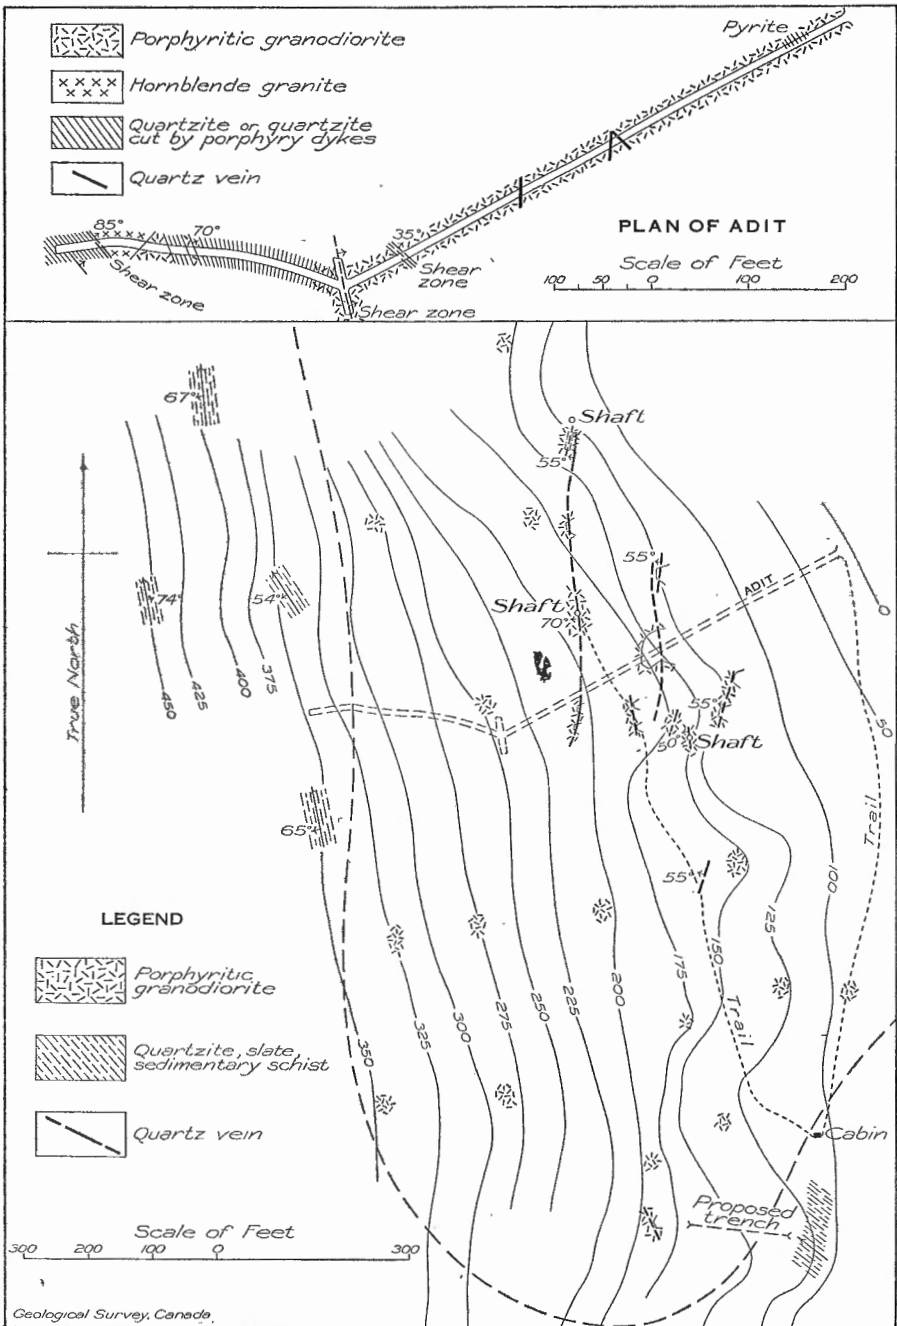 Porphyritic granodiorite
Hornblende granite
Quartzite or quartzite
cut by porphyry dykes
Quartz vein
Pyrite
PLAN OF ADIT
Scale of Feet
100 50 0 100 200
85°
70°
35°
Shear zone
Shear
zone
Shear zone
67°
Shaft
55°
74°
54°
55°
ADIT
0
Shaft
70°
True North
450
425
400
375
50
55°
50°
Shaft
Trail
65°
55°
100
125
150
175
200
225
250
275
300
325
350
Trail
LEGEND
Porphyritic
granodiorite
Quartzite, slate,
sedimentary schist
Quartz vein
Cabin
Proposed
trench
Scale of Feet
300 200 100 0 300
Geological Survey, Canada.